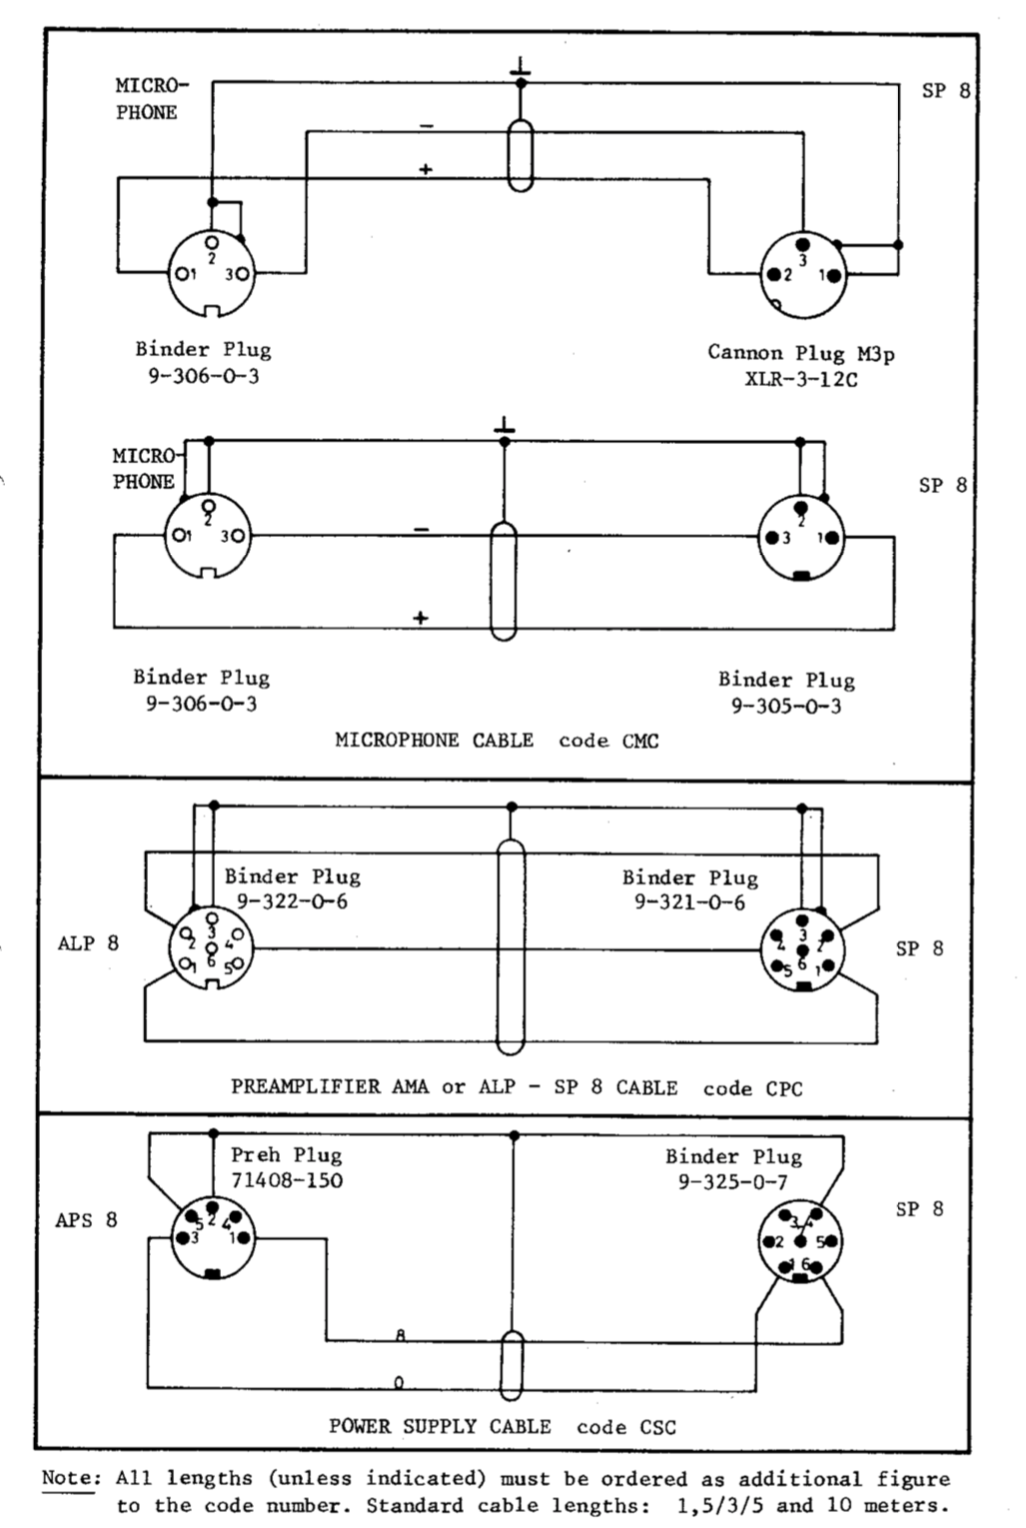 MICRO-
PHONE
SP 8
−
+
2
1 3
3
2 1
Binder Plug
9-306-0-3
Cannon Plug M3p
XLR-3-12C
MICRO-
PHONE
SP 8
2
1 3
−
2
3 1
+
Binder Plug
9-306-0-3
Binder Plug
9-305-0-3
MICROPHONE CABLE code CMC
Binder Plug
9-322-0-6
Binder Plug
9-321-0-6
ALP 8
2 3 4
1 6 5
4 3 2
5 6 1
SP 8
PREAMPLIFIER AMA or ALP - SP 8 CABLE code CPC
Preh Plug
71408-150
Binder Plug
9-325-0-7
APS 8
5 2 4
3 1
3 4
2 5
1 6
SP 8
8
0
POWER SUPPLY CABLE code CSC
Note: All lengths (unless indicated) must be ordered as additional figure
to the code number. Standard cable lengths: 1,5/3/5 and 10 meters.